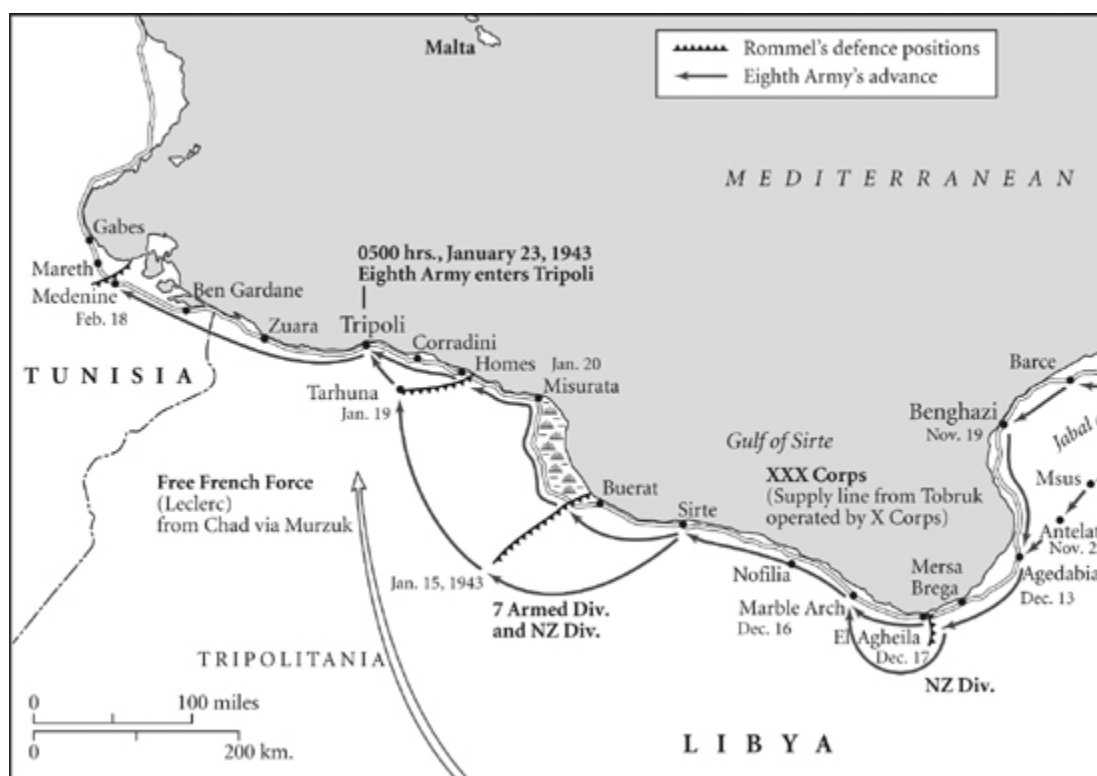 Malta
Rommel's defence positions
Eighth Army's advance
MEDITERRANEAN
Gabes
Mareth
Medenine
Feb. 18
Ben Gardane
Zuara
0500 hrs., January 23, 1943
Eighth Army enters Tripoli
Tripoli
Corradini
Homes
Jan. 20
Misurata
TUNISIA
Tarhuna
Jan. 19
Barce
Benghazi
Nov. 19
Jabal
Gulf of Sirte
Msus
Free French Force
(Leclerc)
from Chad via Murzuk
XXX Corps
(Supply line from Tobruk
operated by X Corps)
Buerat
Sirte
Antelat
Nov. 2
Agedabia
Dec. 13
Jan. 15, 1943
Nofilia
Mersa
Brega
Marble Arch
Dec. 16
El Agheila
Dec. 17
7 Armed Div.
and NZ Div.
NZ Div.
TRIPOLITANIA
0 100 miles
0 200 km.
LIBYA